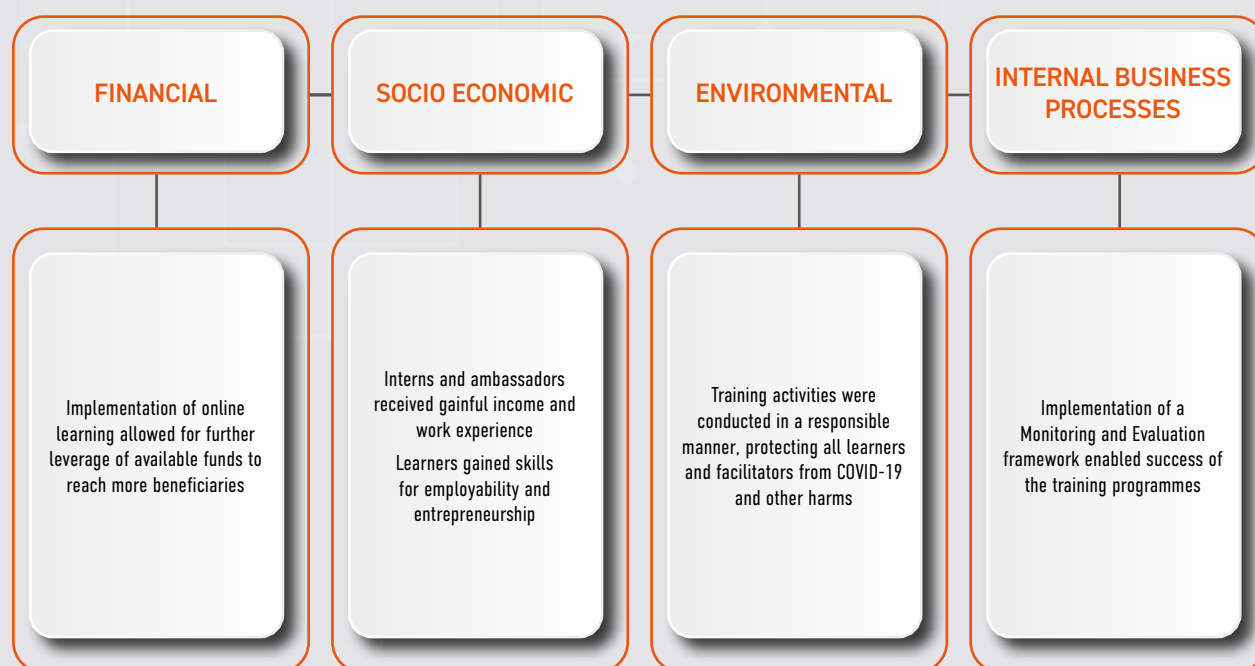 FINANCIAL
SOCIO ECONOMIC
ENVIRONMENTAL
INTERNAL BUSINESS
PROCESSES
Implementation of online
learning allowed for further
leverage of available funds to
reach more beneficiaries
Interns and ambassadors
received gainful income and
work experience
Learners gained skills
for employability and
entrepreneurship
Training activities were
conducted in a responsible
manner, protecting all learners
and facilitators from COVID-19
and other harms
Implementation of a
Monitoring and Evaluation
framework enabled success of
the training programmes